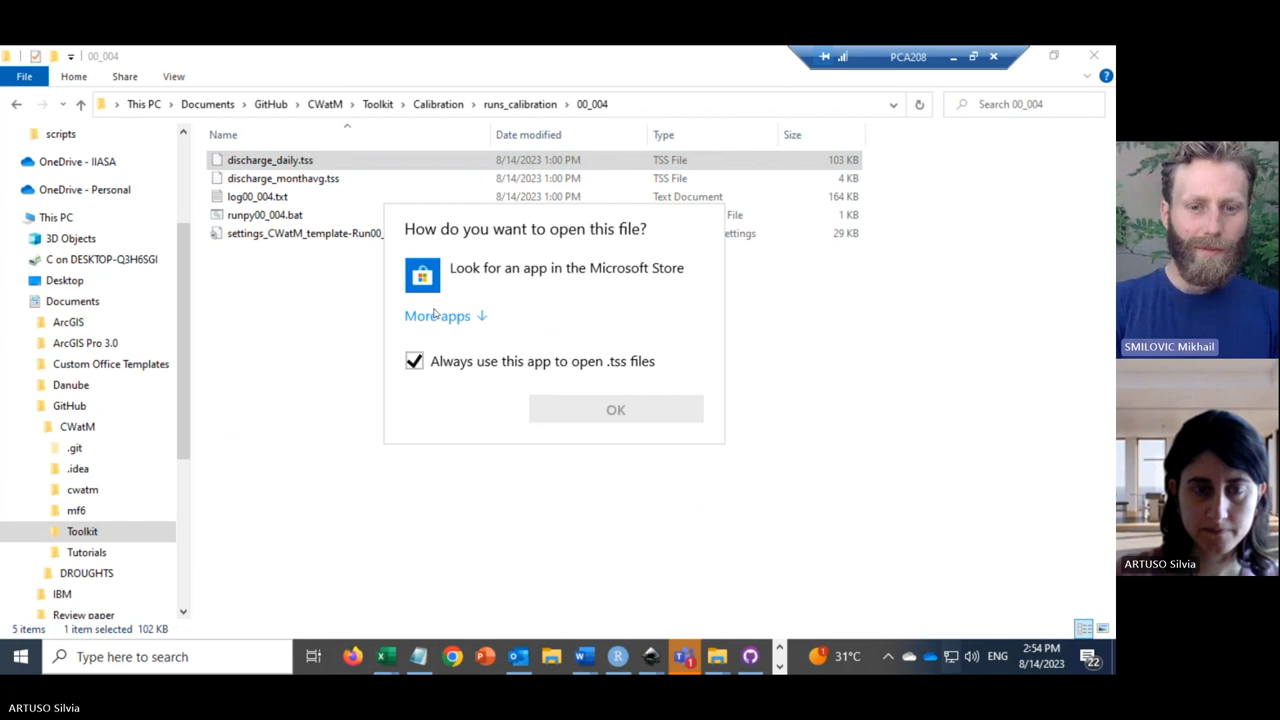 00_004
PCA208
File Home Share View
This PC Documents GitHub CWatM Toolkit Calibration runs_calibration 00_004
Search 00_004
Name Date modified Type Size
discharge_daily.tss 8/14/2023 1:00 PM TSS File 103 KB
discharge_monthavg.tss 8/14/2023 1:00 PM TSS File 4 KB
log00_004.txt 8/14/2023 1:00 PM Text Document 164 KB
runpy00_004.bat File 1 KB
settings_CWatM_template-Run00_ ettings 29 KB
scripts
OneDrive - IIASA
OneDrive - Personal
This PC
3D Objects
C on DESKTOP-Q3H6SGI
Desktop
Documents
ArcGIS
ArcGIS Pro 3.0
Custom Office Templates
Danube
GitHub
CWatM
.git
.idea
cwatm
mf6
Toolkit
Tutorials
DROUGHTS
IBM
Review paper
How do you want to open this file?
Look for an app in the Microsoft Store
More apps ↓
Always use this app to open .tss files
OK
5 items 1 item selected 102 KB
Type here to search
31°C
ENG
2:54 PM
8/14/2023
22
SMILOVIC Mikhail
ARTUSO Silvia
ARTUSO Silvia